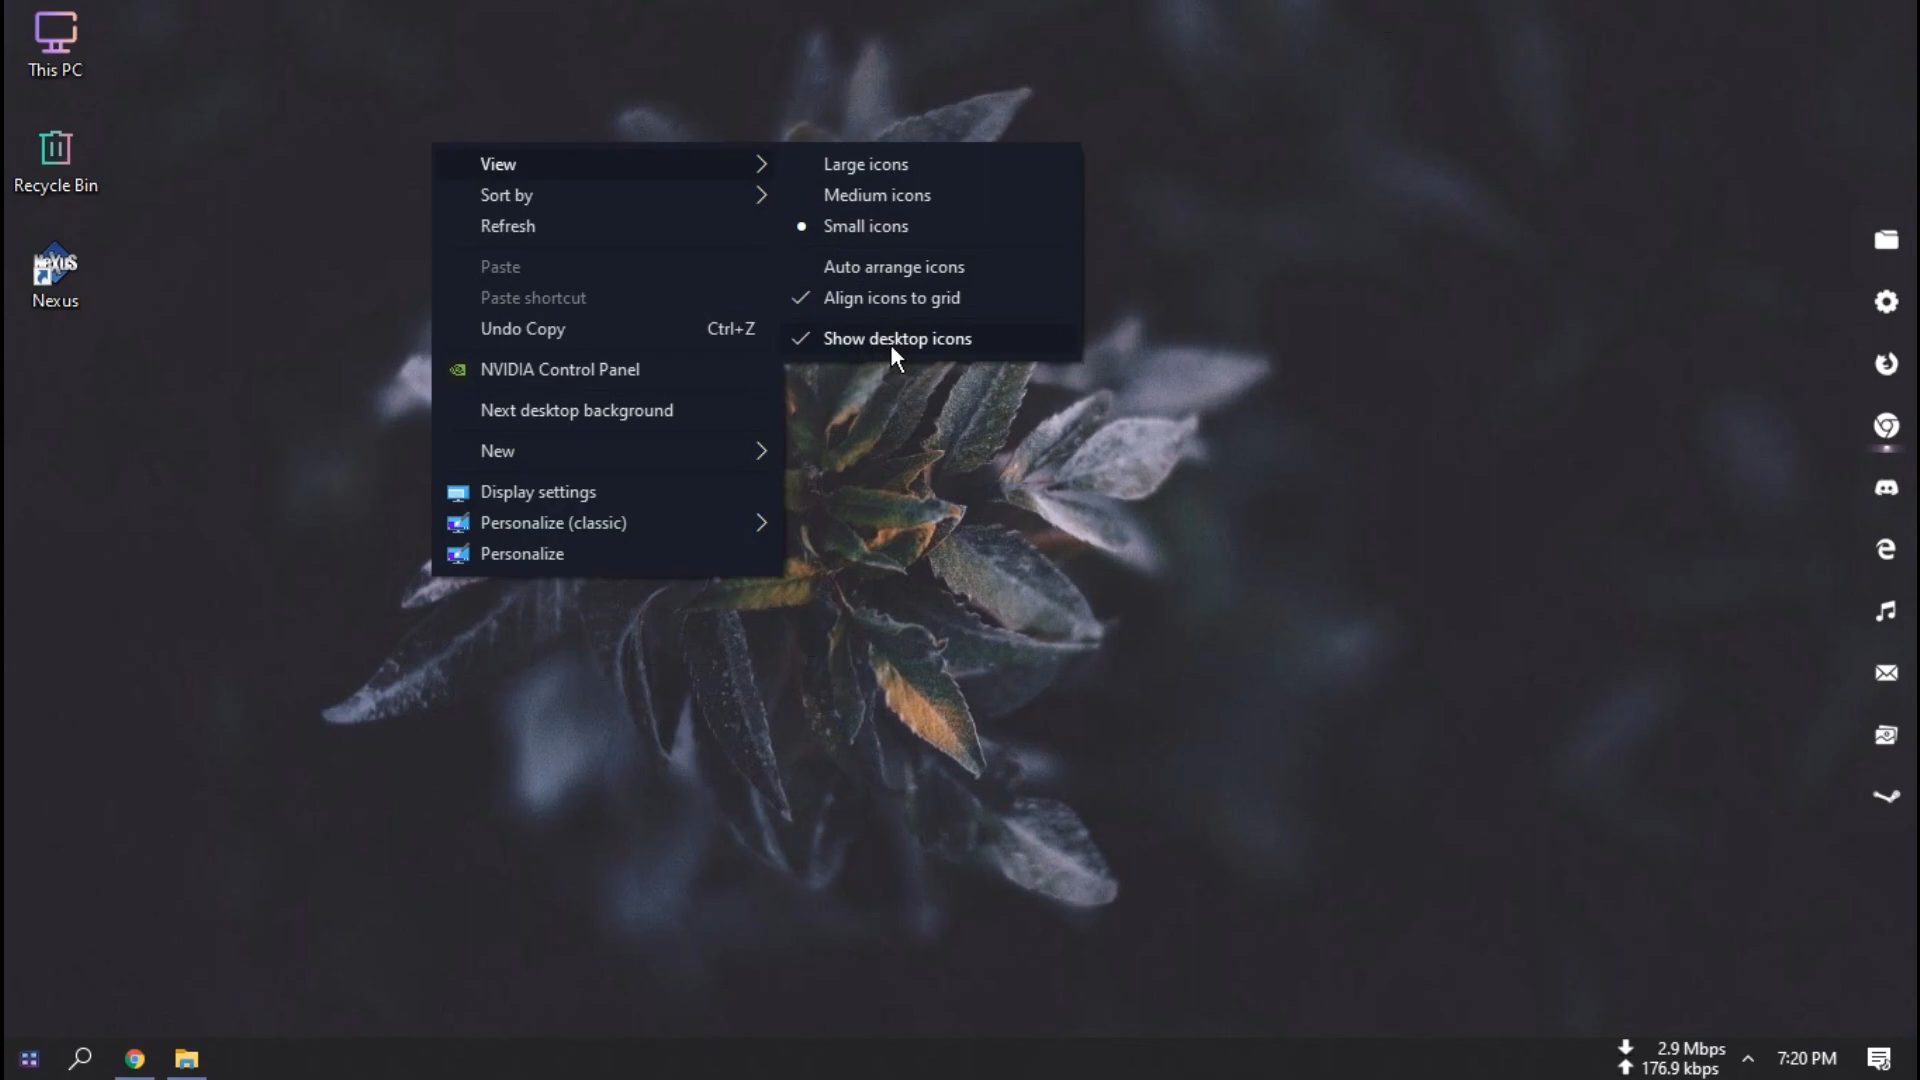 This PC
Recycle Bin
NeXuS
Nexus
View
Sort by
Refresh
Paste
Paste shortcut
Undo Copy Ctrl+Z
NVIDIA Control Panel
Next desktop background
New
Display settings
Personalize (classic)
Personalize
Large icons
Medium icons
Small icons
Auto arrange icons
Align icons to grid
Show desktop icons
2.9 Mbps
176.9 kbps
7:20 PM